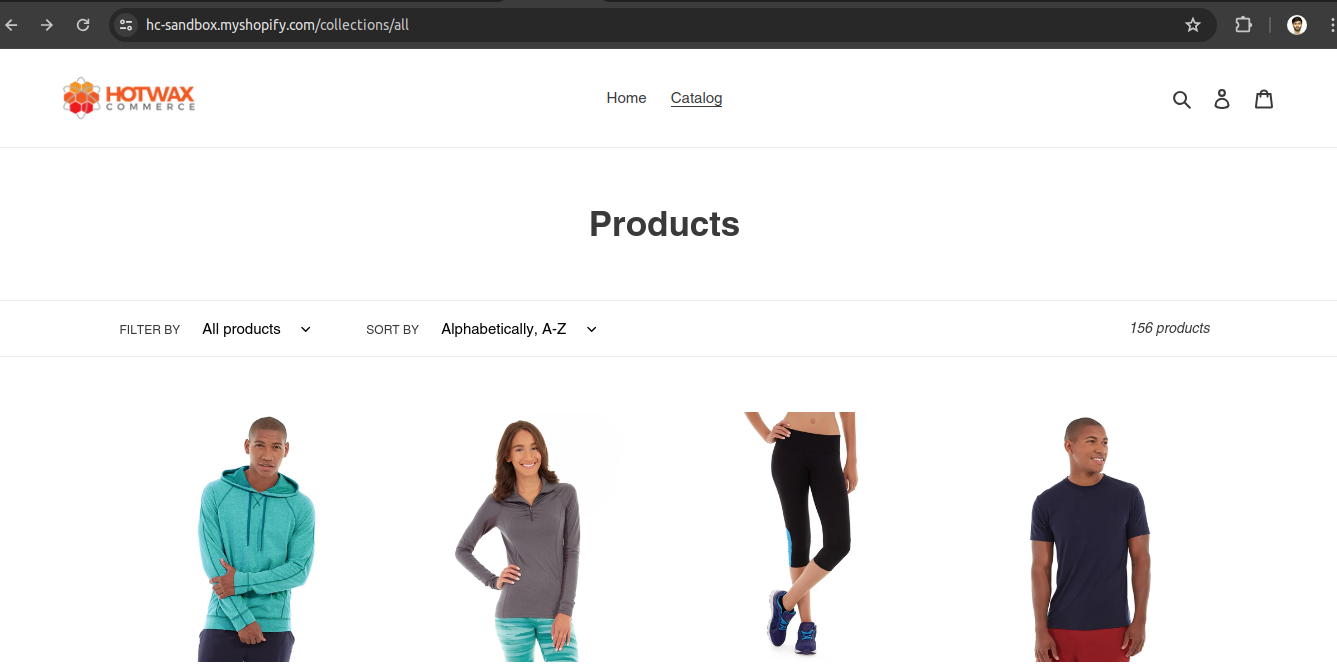 hc-sandbox.myshopify.com/collections/all
HOTWAX
COMMERCE
Home Catalog
Products
FILTER BY All products SORT BY Alphabetically, A-Z 156 products